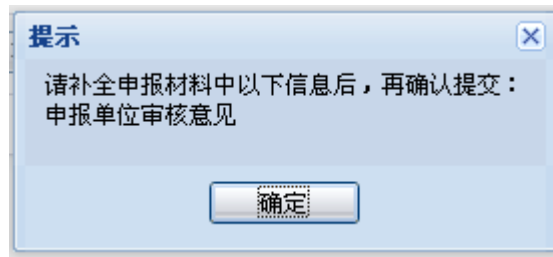 提示
请补全申报材料中以下信息后，再确认提交：
申报单位审核意见
确定